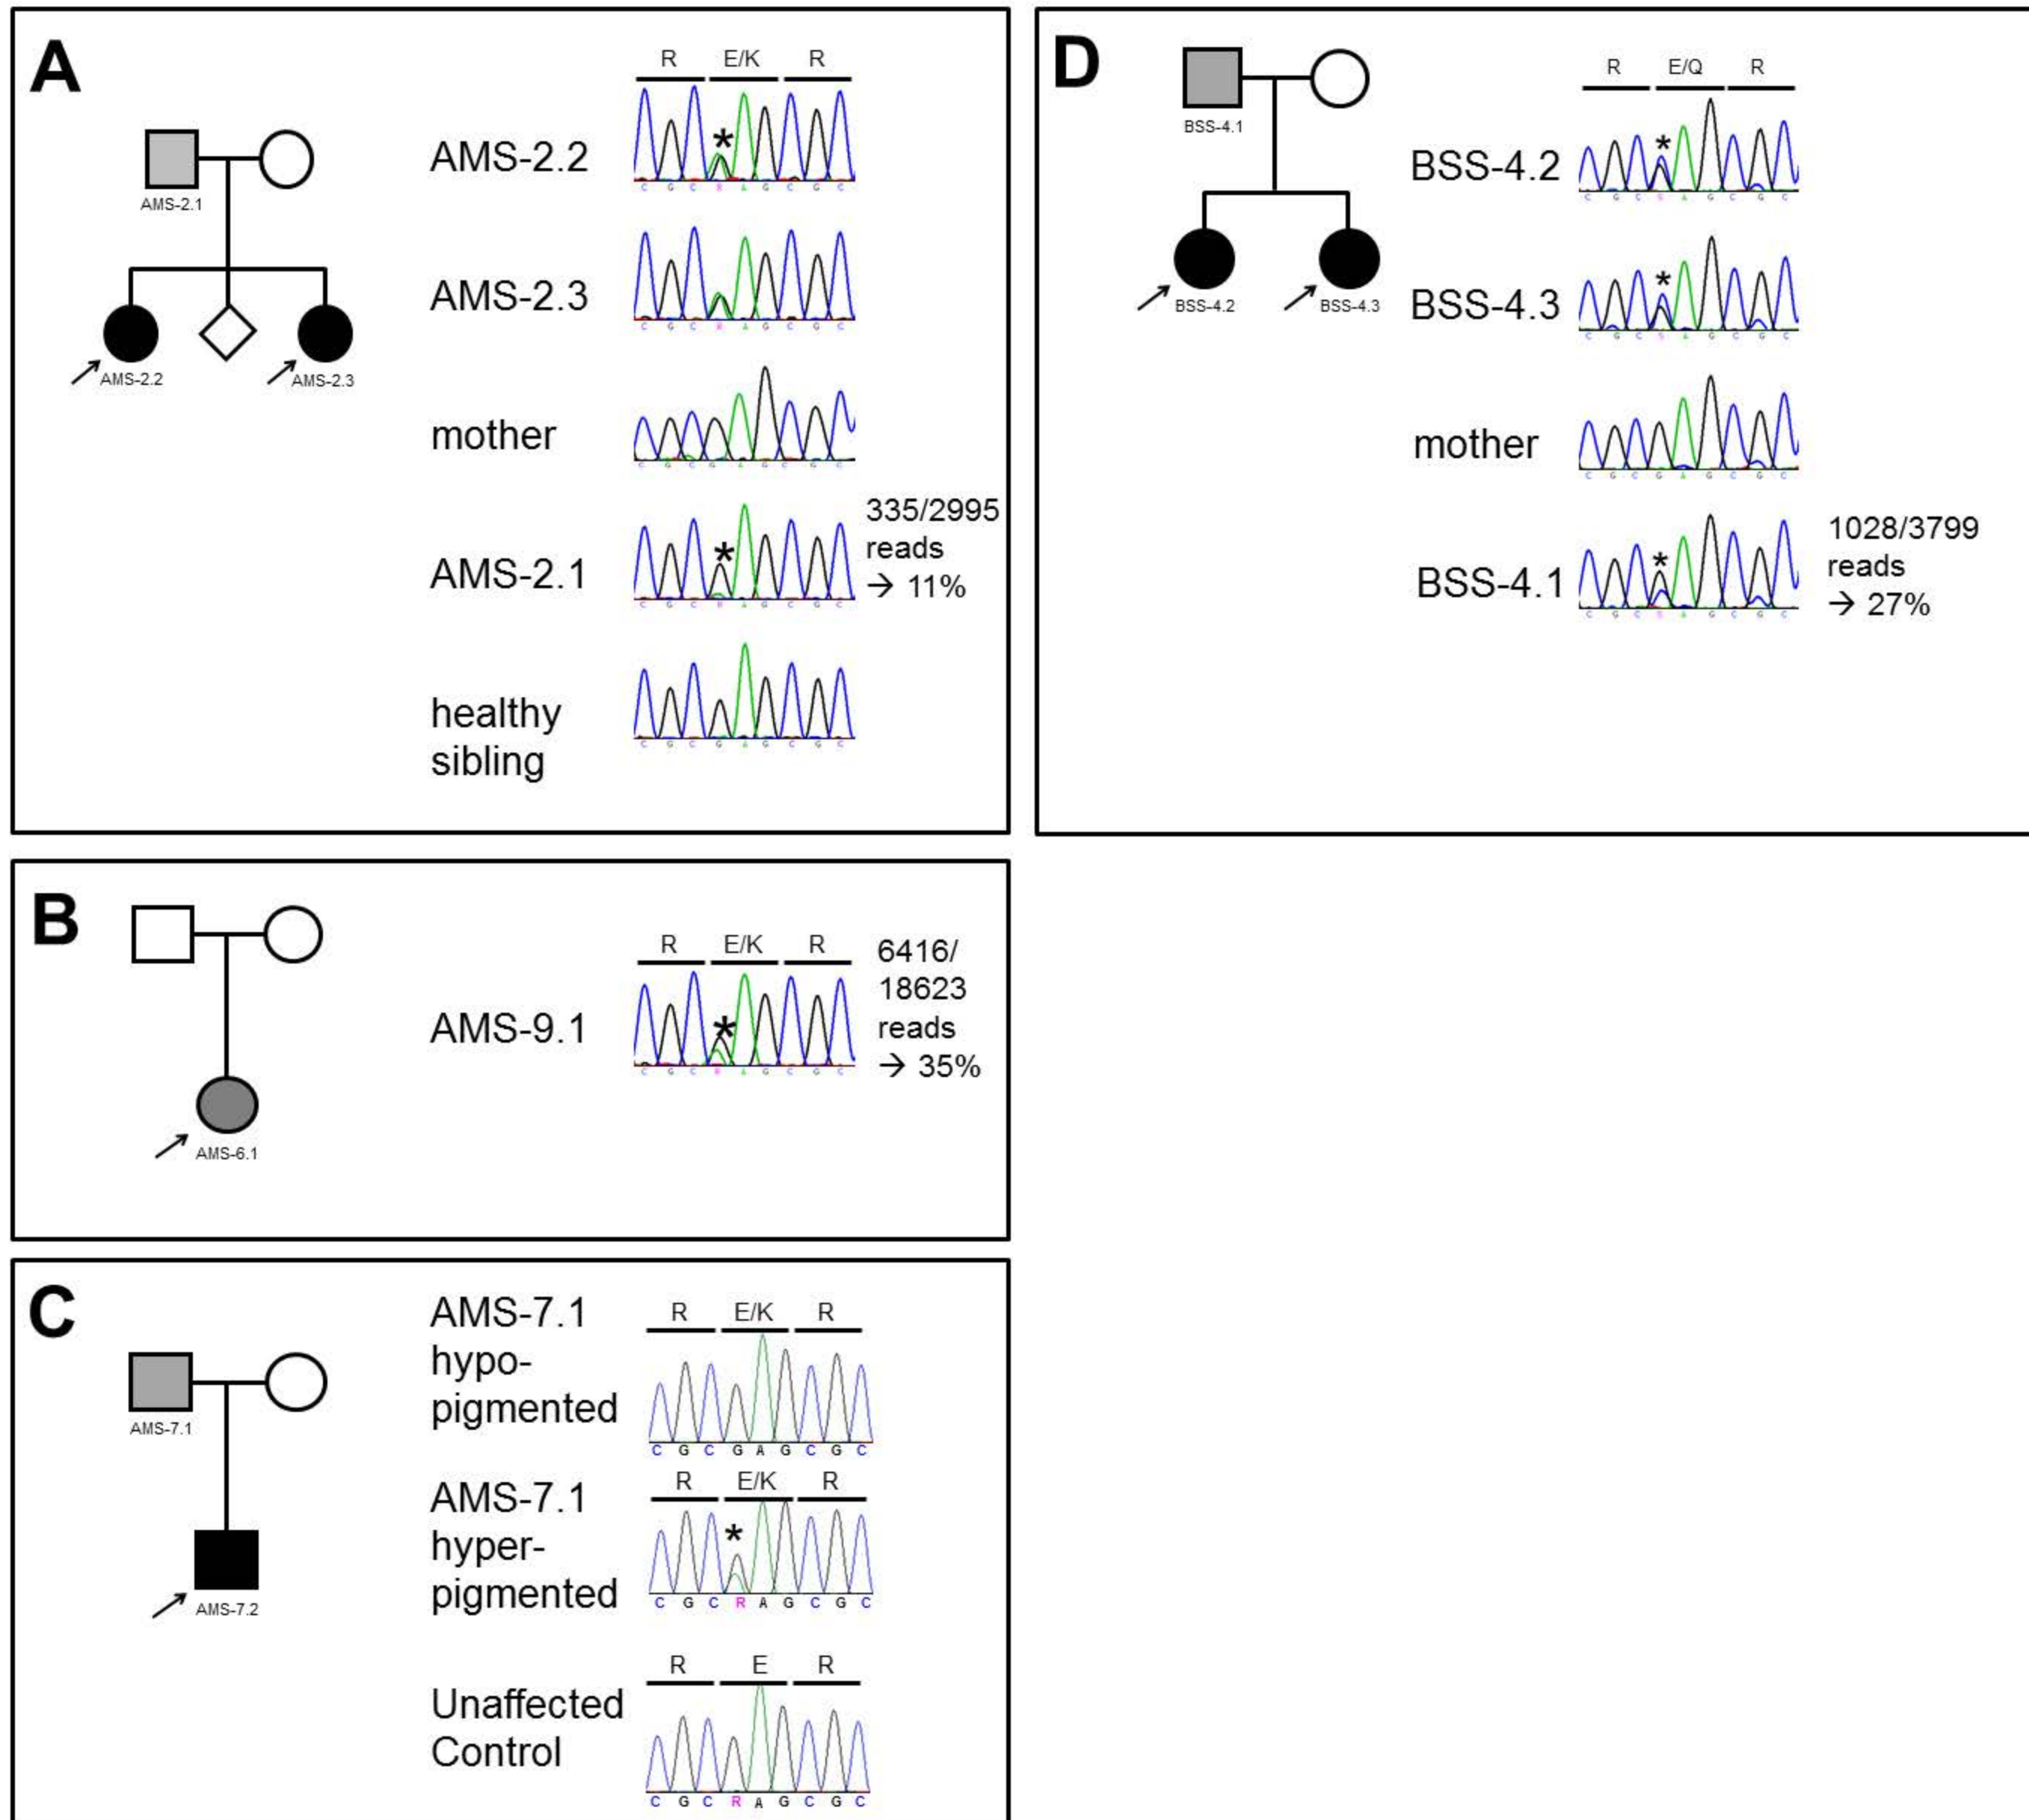 A
AMS-2.1
AMS-2.2
AMS-2.3
R E/K R
AMS-2.2
*
C G C R A G C G C
AMS-2.3
C G C R A G C G C
mother
C G C G A G C G C
AMS-2.1
*
C G C R A G C G C
335/2995
reads
→ 11%
healthy
sibling
C G C G A G C G C
D
BSS-4.1
BSS-4.2
BSS-4.3
R E/Q R
BSS-4.2
*
C G C S A G C G C
BSS-4.3
*
C G C S A G C G C
mother
C G C G A G C G C
BSS-4.1
*
C G C S A G C G C
1028/3799
reads
→ 27%
B
AMS-6.1
AMS-9.1
R E/K R
*
C G C R A G C G C
6416/
18623
reads
→ 35%
C
AMS-7.1
AMS-7.2
AMS-7.1
hypo-
pigmented
R E/K R
C G C G A G C G C
AMS-7.1
hyper-
pigmented
R E/K R
*
C G C R A G C G C
Unaffected
Control
R E R
C G C R A G C G C